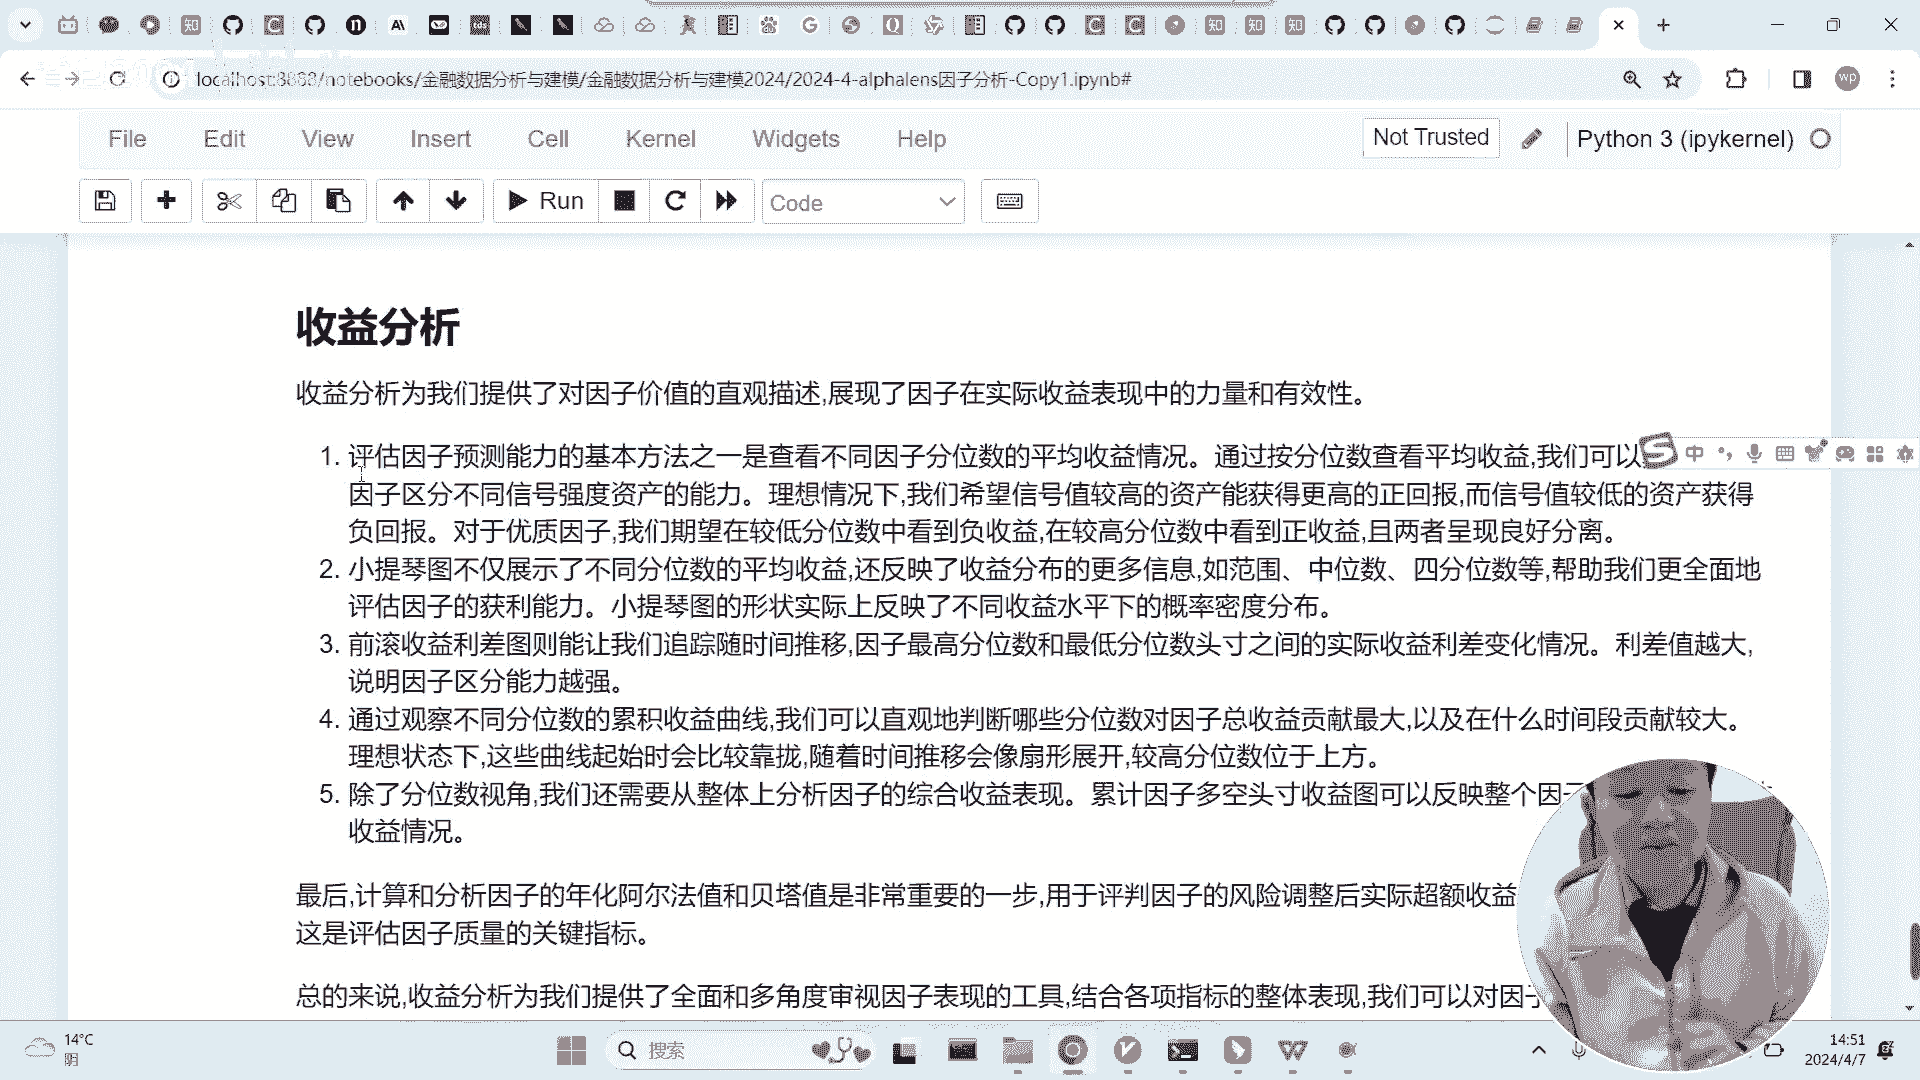 localhost:8888/notebooks/金融数据分析与建模/金融数据分析与建模2024/2024-4-alphalens因子分析-Copy1.ipynb#
wp
File Edit View Insert Cell Kernel Widgets Help
Not Trusted
Python 3 (ipykernel)
Run
Code
收益分析
收益分析为我们提供了对因子价值的直观描述,展现了因子在实际收益表现中的力量和有效性。
1. 评估因子预测能力的基本方法之一是查看不同因子分位数的平均收益情况。通过按分位数查看平均收益,我们可以
中
因子区分不同信号强度资产的能力。理想情况下,我们希望信号值较高的资产能获得更高的正回报,而信号值较低的资产获得
负回报。对于优质因子,我们期望在较低分位数中看到负收益,在较高分位数中看到正收益,且两者呈现良好分离。
2. 小提琴图不仅展示了不同分位数的平均收益,还反映了收益分布的更多信息,如范围、中位数、四分位数等,帮助我们更全面地
评估因子的获利能力。小提琴图的形状实际上反映了不同收益水平下的概率密度分布。
3. 前滚收益利差图则能让我们追踪随时间推移,因子最高分位数和最低分位数头寸之间的实际收益利差变化情况。利差值越大,
说明因子区分能力越强。
4. 通过观察不同分位数的累积收益曲线,我们可以直观地判断哪些分位数对因子总收益贡献最大,以及在什么时间段贡献较大。
理想状态下,这些曲线起始时会比较靠拢,随着时间推移会像扇形展开,较高分位数位于上方。
5. 除了分位数视角,我们还需要从整体上分析因子的综合收益表现。累计因子多空头寸收益图可以反映整个因
收益情况。
最后,计算和分析因子的年化阿尔法值和贝塔值是非常重要的一步,用于评判因子的风险调整后实际超额收益
这是评估因子质量的关键指标。
总的来说,收益分析为我们提供了全面和多角度审视因子表现的工具,结合各项指标的整体表现,我们可以对因
14°C
阴
搜索
14:51
2024/4/7